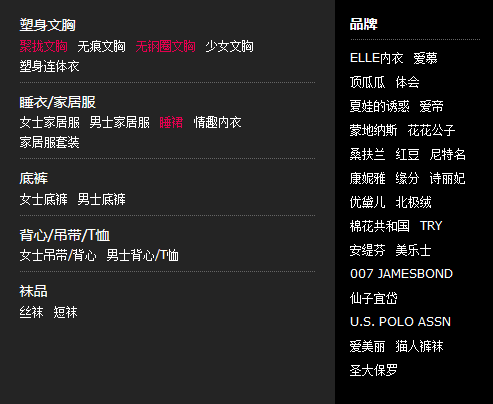 塑身文胸
聚拢文胸 无痕文胸 无钢圈文胸 少女文胸
塑身连体衣
睡衣/家居服
女士家居服 男士家居服 睡裙 情趣内衣
家居服套装
底裤
女士底裤 男士底裤
背心/吊带/T恤
女士吊带/背心 男士背心/T恤
袜品
丝袜 短袜
品牌
ELLE内衣 爱慕
顶瓜瓜 体会
夏娃的诱惑 爱帝
蒙地纳斯 花花公子
桑扶兰 红豆 尼特名
康妮雅 缘分 诗丽妃
优黛儿 北极绒
棉花共和国 TRY
安缇芬 美乐士
007 JAMESBOND
仙子宜岱
U.S. POLO ASSN
爱美丽 猫人裤袜
圣大保罗